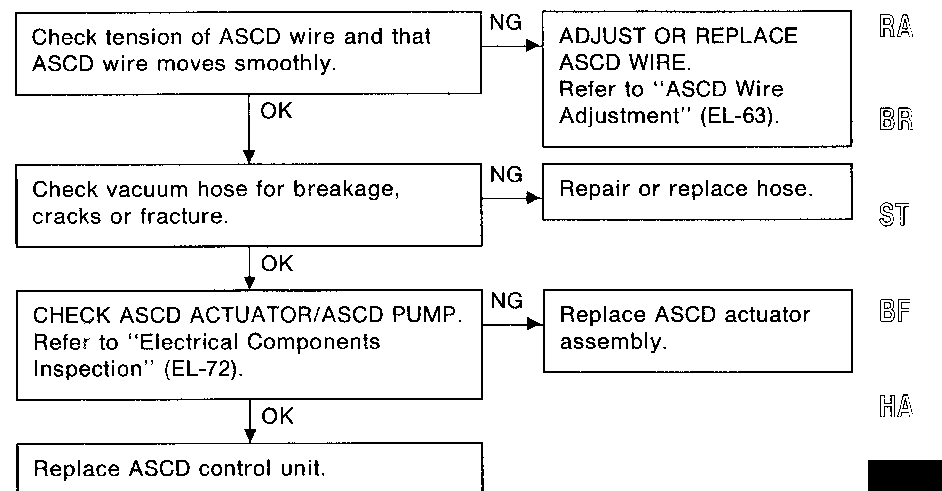 Check tension of ASCD wire and that
ASCD wire moves smoothly.
NG
ADJUST OR REPLACE
ASCD WIRE.
Refer to "ASCD Wire
Adjustment" (EL-63).
OK
Check vacuum hose for breakage,
cracks or fracture.
NG
Repair or replace hose.
OK
CHECK ASCD ACTUATOR/ASCD PUMP.
Refer to "Electrical Components
Inspection" (EL-72).
NG
Replace ASCD actuator
assembly.
OK
Replace ASCD control unit.
RA
BR
ST
BF
HA